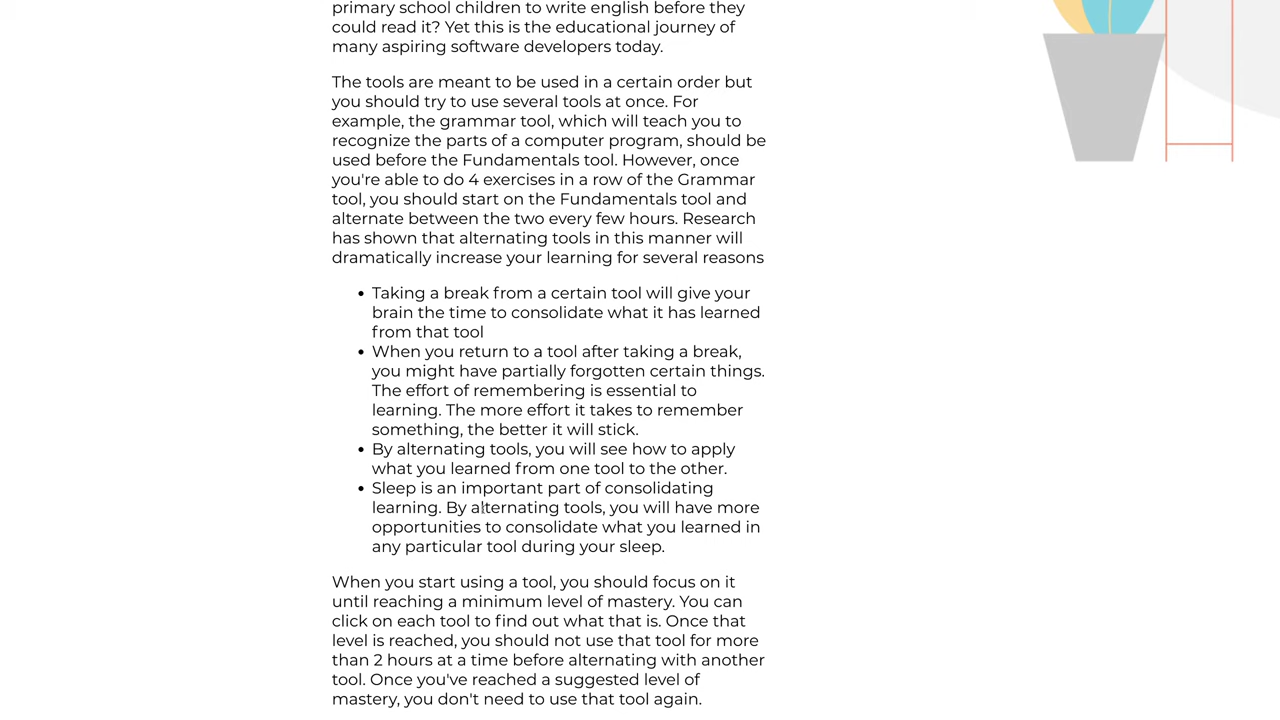 primary school children to write english before they
could read it? Yet this is the educational journey of
many aspiring software developers today.
The tools are meant to be used in a certain order but
you should try to use several tools at once. For
example, the grammar tool, which will teach you to
recognize the parts of a computer program, should be
used before the Fundamentals tool. However, once
you're able to do 4 exercises in a row of the Grammar
tool, you should start on the Fundamentals tool and
alternate between the two every few hours. Research
has shown that alternating tools in this manner will
dramatically increase your learning for several reasons
• Taking a break from a certain tool will give your
brain the time to consolidate what it has learned
from that tool
• When you return to a tool after taking a break,
you might have partially forgotten certain things.
The effort of remembering is essential to
learning. The more effort it takes to remember
something, the better it will stick.
• By alternating tools, you will see how to apply
what you learned from one tool to the other.
• Sleep is an important part of consolidating
learning. By alternating tools, you will have more
opportunities to consolidate what you learned in
any particular tool during your sleep.
When you start using a tool, you should focus on it
until reaching a minimum level of mastery. You can
click on each tool to find out what that is. Once that
level is reached, you should not use that tool for more
than 2 hours at a time before alternating with another
tool. Once you've reached a suggested level of
mastery, you don't need to use that tool again.